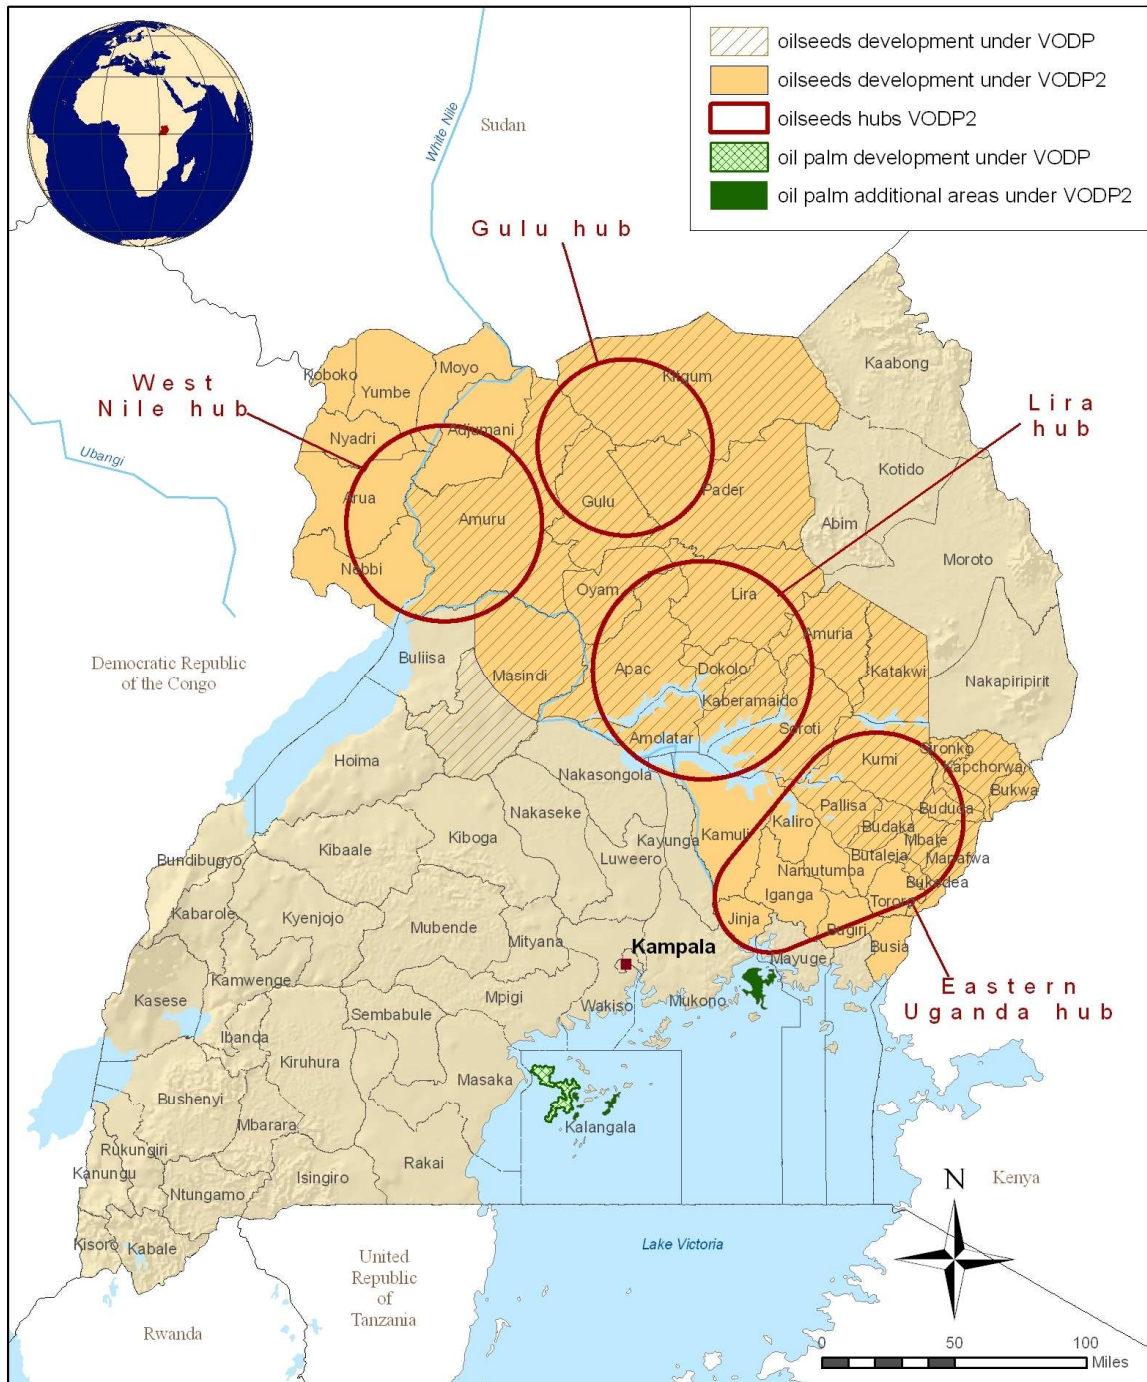 oilseeds development under VODP
oilseeds development under VODP2
oilseeds hubs VODP2
oil palm development under VODP
oil palm additional areas under VODP2
White Nile
Sudan
Gulu hub
West
Nile hub
Lira
hub
Ubangi
Koboko
Yumbe
Moyo
Kitgum
Kaabong
Nyadri
Adjumani
Kotido
Arua
Amuru
Gulu
Pader
Abim
Moroto
Nebbi
Oyam
Lira
Amuria
Democratic Republic
of the Congo
Buliisa
Masindi
Apac
Dokolo
Katakwi
Nakapiripirit
Kaberamaido
Soroti
Amolatar
Hoima
Nakasongola
Kumi
Sironko
Kapchorwa
Bukwa
Nakaseke
Pallisa
Bududa
Kiboga
Kayunga
Kamuli
Kaliro
Budaka
Mbale
Kibaale
Luweero
Butaleja
Manafwa
Bundibugyo
Namutumba
Bukedea
Kabarole
Kyenjojo
Iganga
Tororo
Mubende
Mityana
Jinja
Bugiri
Busia
Kampala
Mayuge
Kamwenge
Kasese
Mpigi
Wakiso
Mukono
Eastern
Uganda hub
Sembabule
Ibanda
Kiruhura
Masaka
Bushenyi
Mbarara
Kalangala
Rukungiri
Kanungu
Isingiro
Rakai
Ntungamo
N
Kenya
Kisoro
Kabale
Lake Victoria
United
Republic
of
Tanzania
Rwanda
0 50 100
Miles